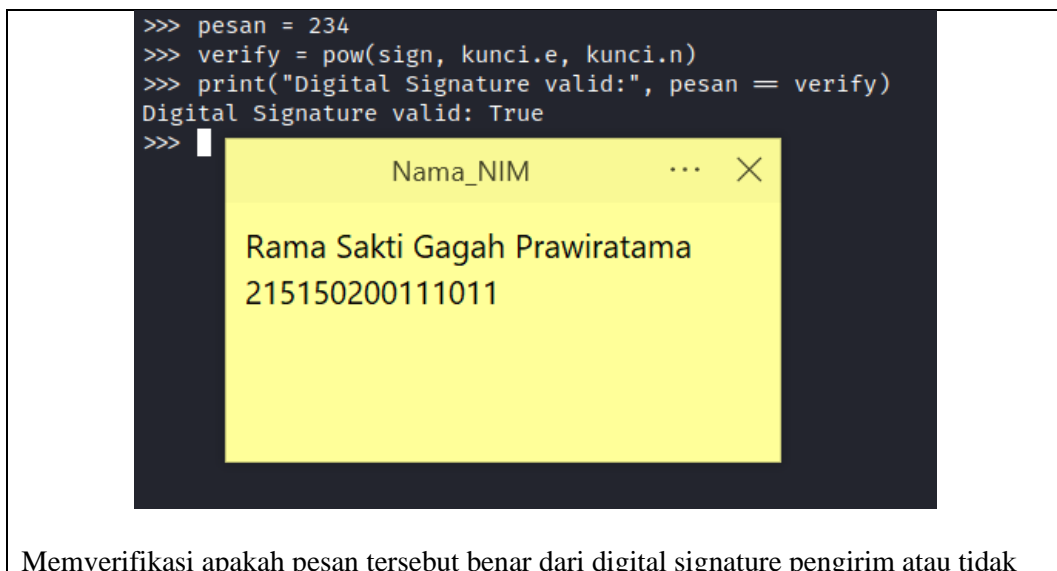 >>> pesan = 234
>>> verify = pow(sign, kunci.e, kunci.n)
>>> print("Digital Signature valid:", pesan == verify)
Digital Signature valid: True
>>>
Nama_NIM ... ×
Rama Sakti Gagah Prawiratama
215150200111011
Memverifikasi apakah pesan tersebut benar dari digital signature pengirim atau tidak